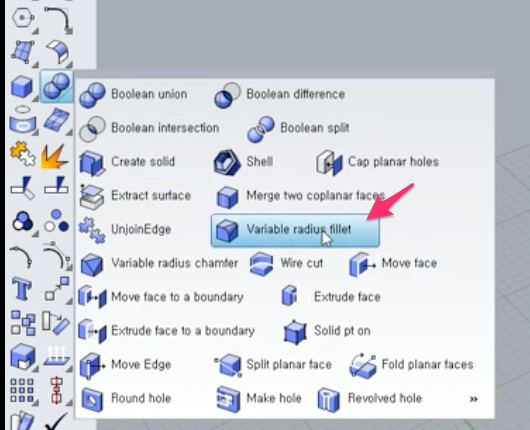 Boolean union Boolean difference
Boolean intersection Boolean split
Create solid Shell Cap planar holes
Extract surface Merge two coplanar faces
UnjoinEdge Variable radius fillet
Variable radius chamfer Wire cut Move face
Move face to a boundary Extrude face
Extrude face to a boundary Solid pt on
Move Edge Split planar face Fold planar faces
Round hole Make hole Revolved hole »